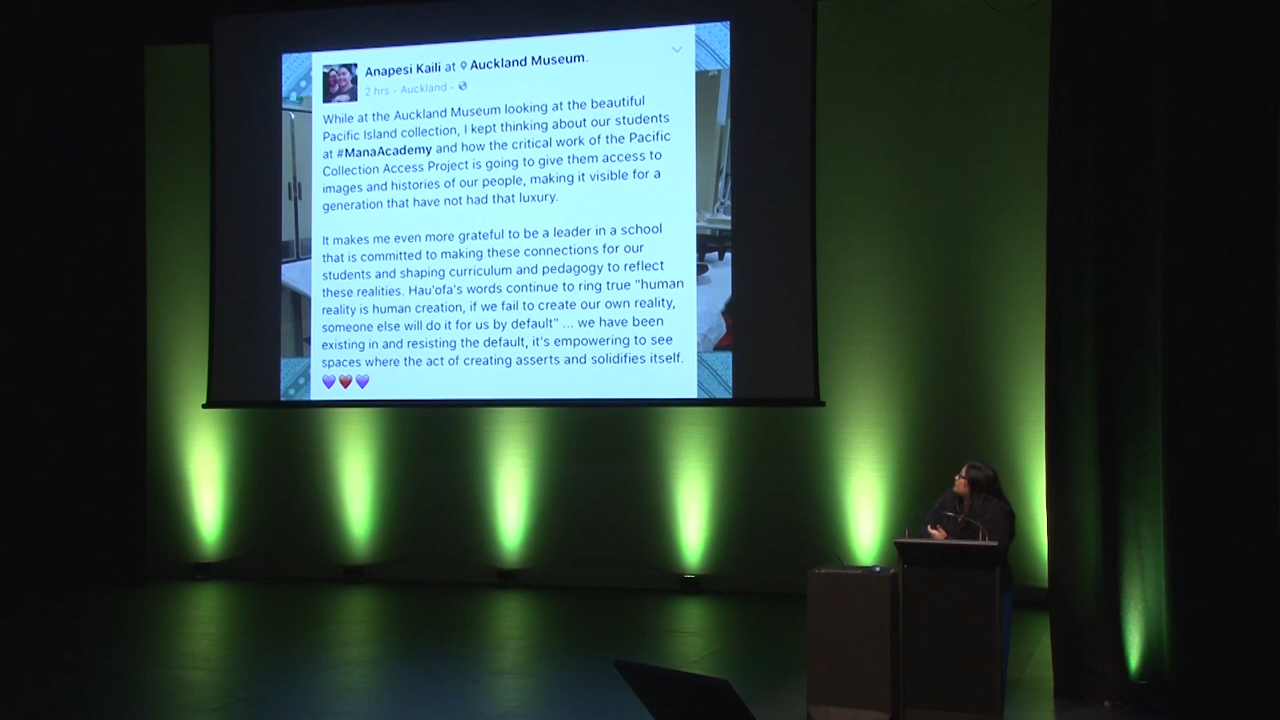 Anapesi Kaili at Auckland Museum.
2 hrs · Auckland ·
While at the Auckland Museum looking at the beautiful
Pacific Island collection, I kept thinking about our students
at #ManaAcademy and how the critical work of the Pacific
Collection Access Project is going to give them access to
images and histories of our people, making it visible for a
generation that have not had that luxury.
It makes me even more grateful to be a leader in a school
that is committed to making these connections for our
students and shaping curriculum and pedagogy to reflect
these realities. Hau'ofa's words continue to ring true "human
reality is human creation, if we fail to create our own reality,
someone else will do it for us by default" ... we have been
existing in and resisting the default, it's empowering to see
spaces where the act of creating asserts and solidifies itself.
💜❤️💜